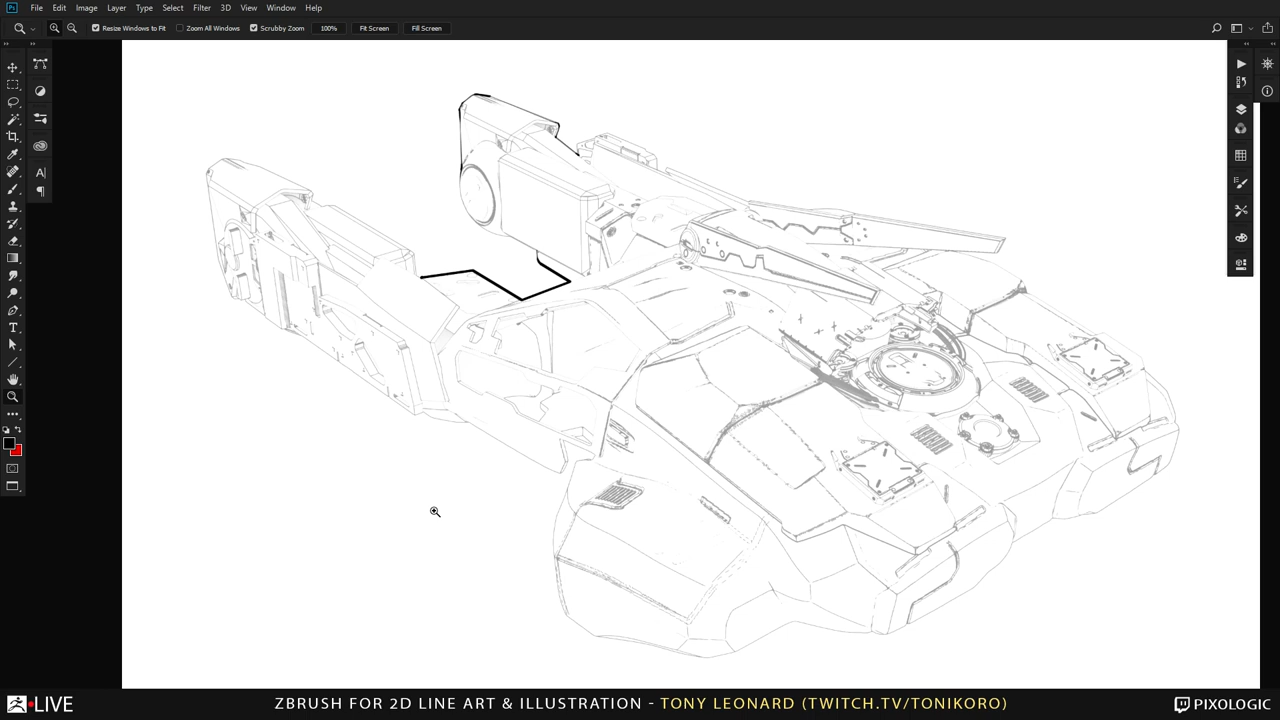 Ps File Edit Image Layer Type Select Filter 3D View Window Help
Resize Windows to Fit Zoom All Windows Scrubby Zoom 100% Fit Screen Fill Screen
LIVE ZBRUSH FOR 2D LINE ART & ILLUSTRATION - TONY LEONARD (TWITCH.TV/TONIKORO) PIXOLOGIC